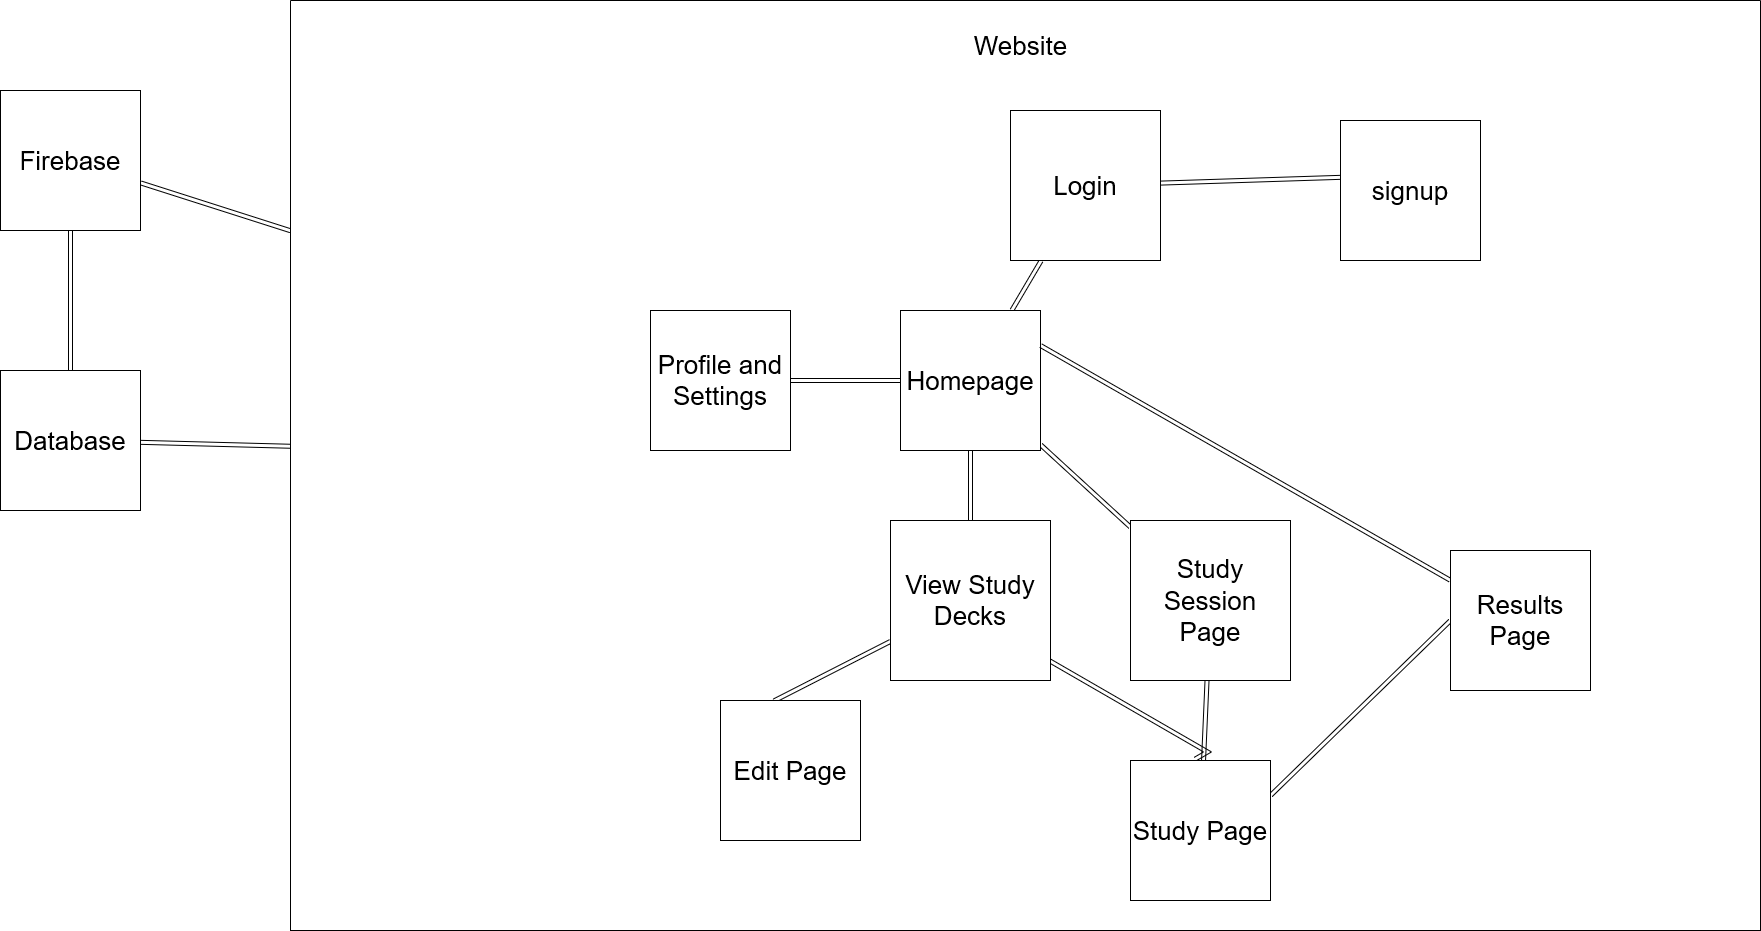 Website
Firebase
Login
signup
Profile and
Settings
Homepage
Database
View Study
Decks
Study
Session
Page
Results
Page
Edit Page
Study Page